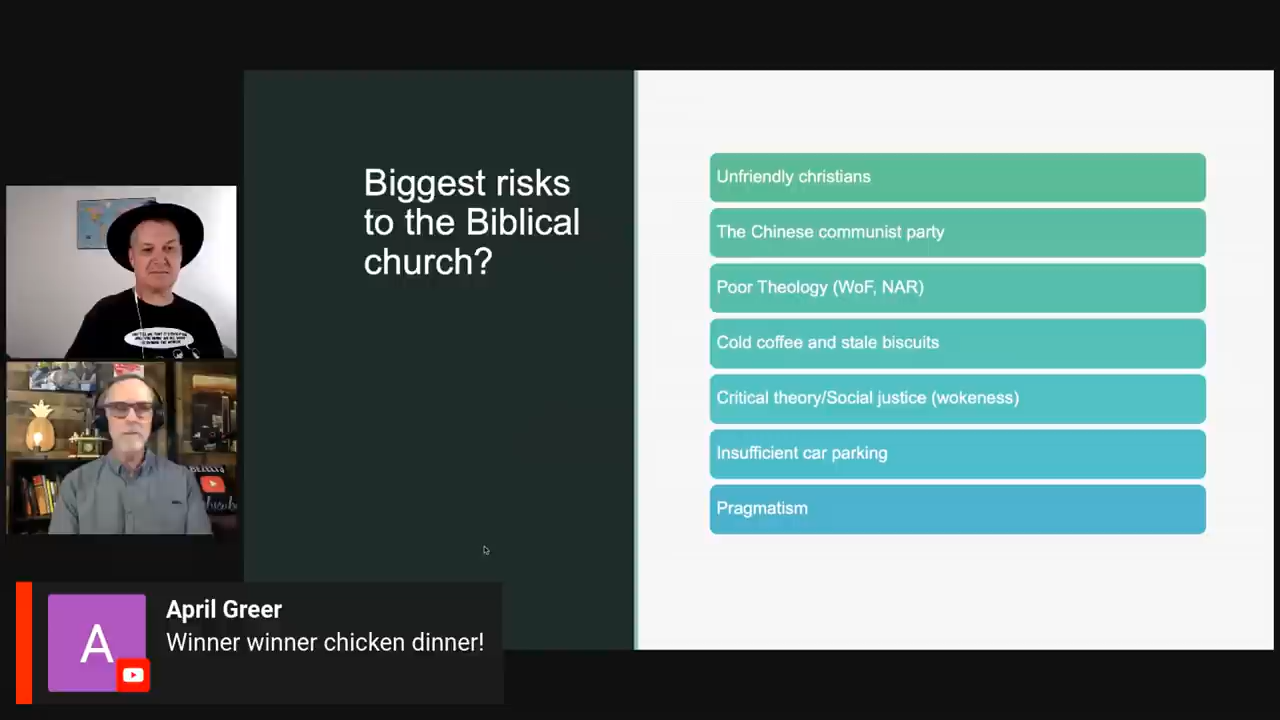 Biggest risks
to the Biblical
church?
Unfriendly christians
The Chinese communist party
Poor Theology (WoF, NAR)
Cold coffee and stale biscuits
Critical theory/Social justice (wokeness)
Insufficient car parking
Pragmatism
A
April Greer
Winner winner chicken dinner!